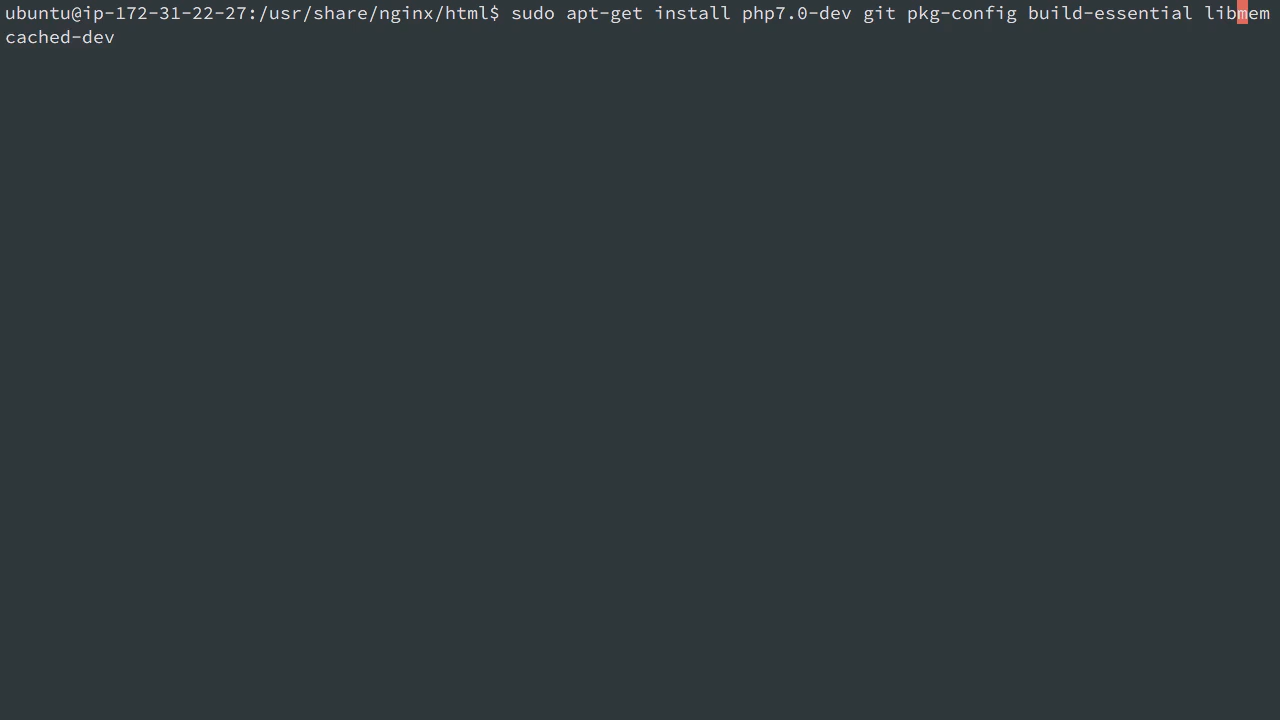 ubuntu@ip-172-31-22-27:/usr/share/nginx/html$ sudo apt-get install php7.0-dev git pkg-config build-essential libmem
cached-dev